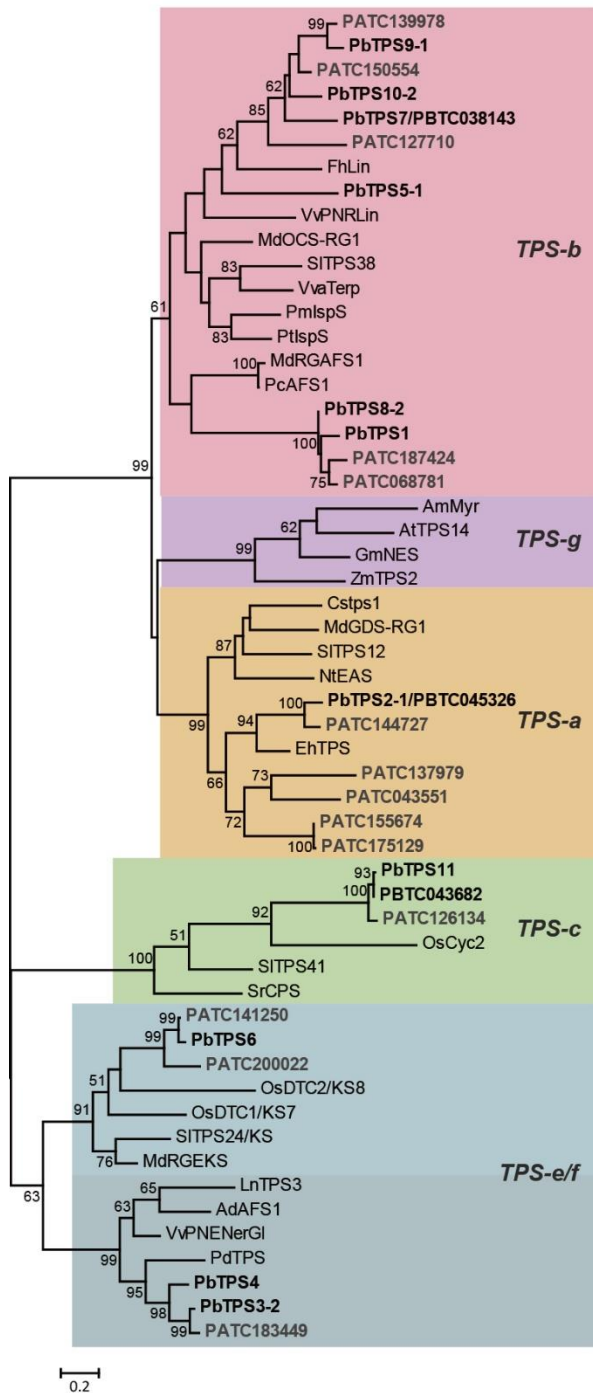 99
PATC139978
PbTPS9-1
PATC150554
62
PbTPS10-2
85
PbTPS7/PBTC038143
62
PATC127710
FhLin
PbTPS5-1
VvPNRLin
MdOCS-RG1
TPS-b
83
SlTPS38
VvaTerp
61
PmIspS
83
PtIspS
100
MdRGAFS1
PcAFS1
PbTPS8-2
100
PbTPS1
PATC187424
75
PATC068781
99
AmMyr
62
AtTPS14
TPS-g
99
GmNES
ZmTPS2
Cstps1
MdGDS-RG1
87
SlTPS12
NtEAS
100
PbTPS2-1/PBTC045326
99
94
PATC144727
TPS-a
EhTPS
66
73
PATC137979
PATC043551
72
PATC155674
100
PATC175129
93
PbTPS11
100
PBTC043682
92
PATC126134
TPS-c
51
OsCyc2
100
SlTPS41
SrCPS
99
PATC141250
99
PbTPS6
51
PATC200022
91
OsDTC2/KS8
OsDTC1/KS7
SlTPS24/KS
76
MdRGEKS
TPS-e/f
63
65
LnTPS3
63
AdAFS1
VvPNENerGl
99
PdTPS
95
PbTPS4
98
PbTPS3-2
99
PATC183449
0.2